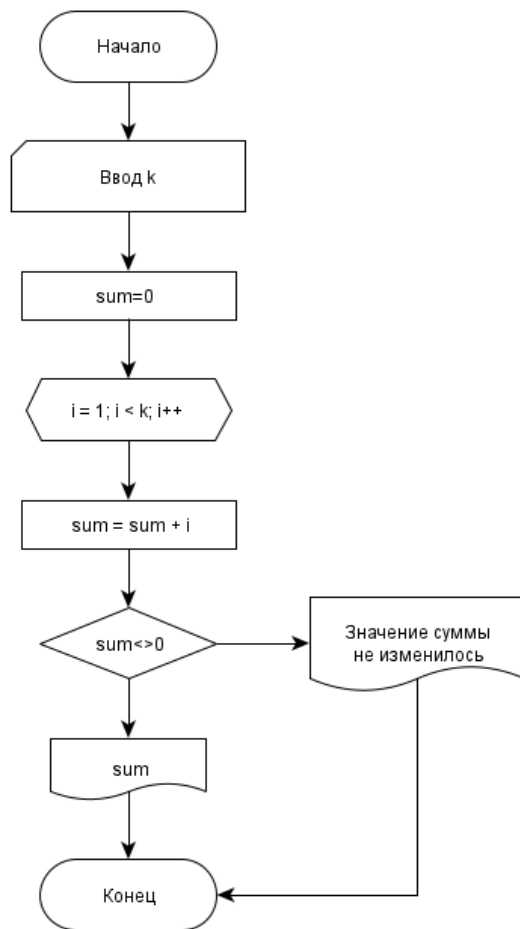 Начало
Ввод k
sum=0
i = 1; i < k; i++
sum = sum + i
sum<>0
Значение суммы
не изменилось
sum
Конец